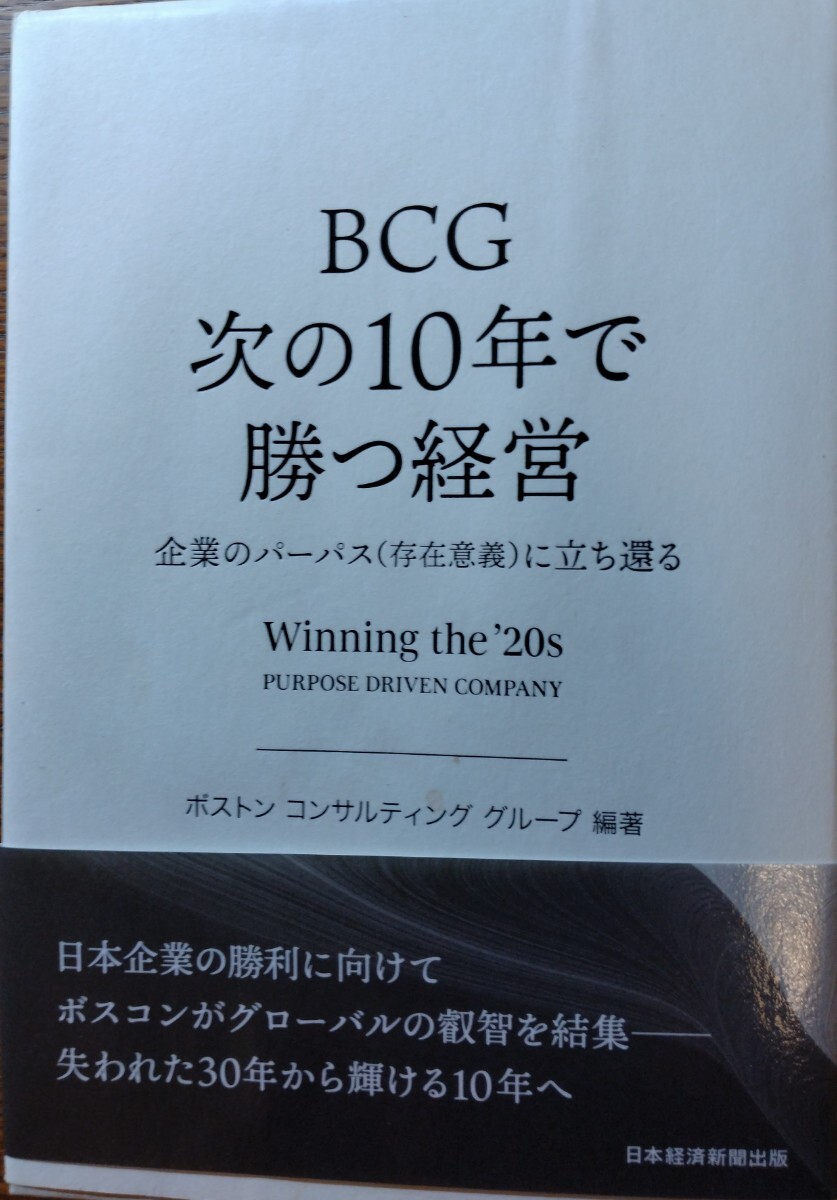 BCG
次の10年で
勝つ経営
企業のパーパス(存在意義)に立ち還る
Winning the ’20s
PURPOSE DRIVEN COMPANY
ボストン コンサルティング グループ 編著
日本企業の勝利に向けて
ボスコンがグローバルの叡智を結集──
失われた30年から輝ける10年へ
日本経済新聞出版